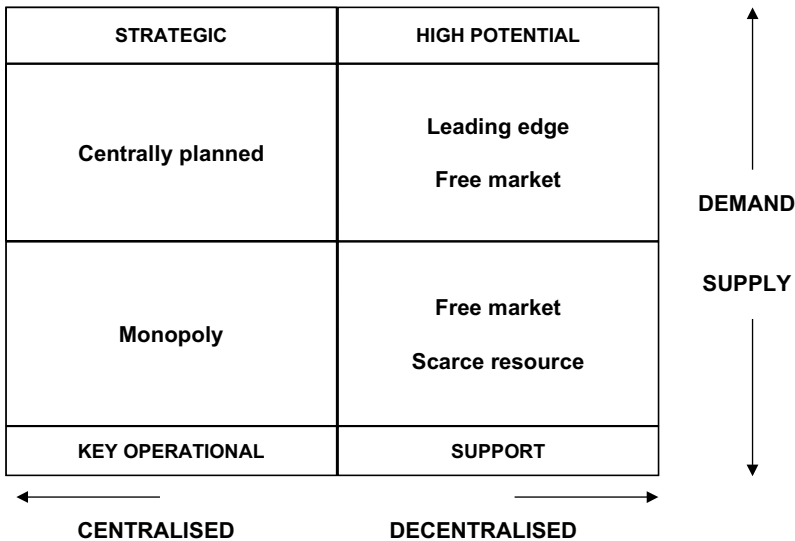 STRATEGIC
HIGH POTENTIAL
Centrally planned
Leading edge
Free market
DEMAND
SUPPLY
Monopoly
Free market
Scarce resource
KEY OPERATIONAL
SUPPORT
CENTRALISED
DECENTRALISED